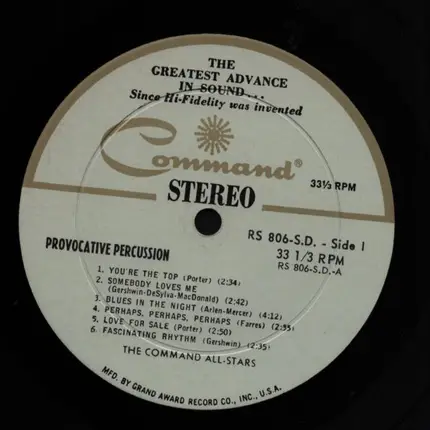 THE
GREATEST ADVANCE
IN SOUND...
Since Hi-Fidelity was invented
Command®
33⅓ RPM
STEREO
RS 806-S.D. - Side 1
PROVOCATIVE PERCUSSION
33 1/3 RPM
RS 806-S.D.-A
1. YOU'RE THE TOP (Porter) (2:34)
2. SOMEBODY LOVES ME
(Gershwin-DeSylva-MacDonald) (2:42)
3. BLUES IN THE NIGHT (Arlen-Mercer) (4:12)
4. PERHAPS, PERHAPS, PERHAPS (Farres) (2:55)
5. LOVE FOR SALE (Porter) (2:50)
6. FASCINATING RHYTHM (Gershwin) (2:35)
THE COMMAND ALL-STARS
MFD. BY GRAND AWARD RECORD CO., INC., U.S.A.